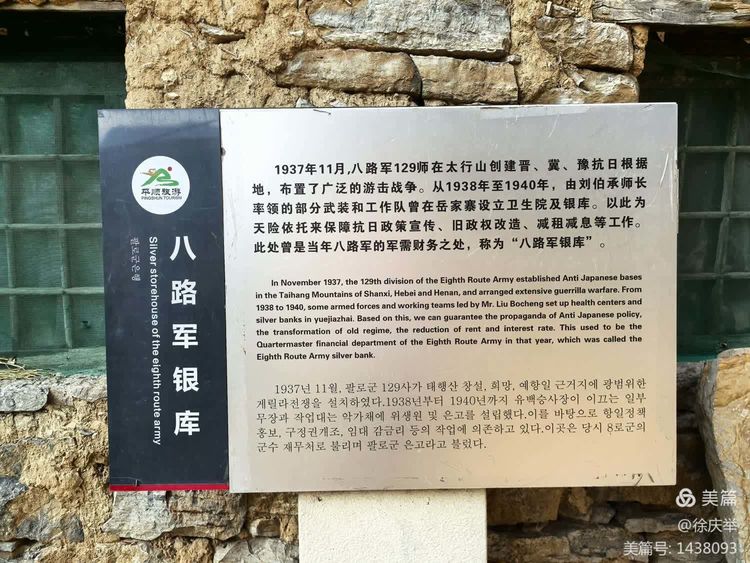 平顺旅游
PINGSHUN TOURISM
八路军银库
Silver storehouse of the eighth route army
팔로군은행
1937年11月,八路军129师在太行山创建晋、冀、豫抗日根据
地，布置了广泛的游击战争。从1938年至1940年，由刘伯承师长
率领的部分武装和工作队曾在岳家寨设立卫生院及银库。以此为
天险依托来保障抗日政策宣传、旧政权改造、减租减息等工作。
此处曾是当年八路军的军需财务之处，称为“八路军银库”。
In November 1937, the 129th division of the Eighth Route Army established Anti Japanese bases
in the Taihang Mountains of Shanxi, Hebei and Henan, and arranged extensive guerrilla warfare. From
1938 to 1940, some armed forces and working teams led by Mr. Liu Bocheng set up health centers and
silver banks in yuejiazhai. Based on this, we can guarantee the propaganda of Anti Japanese policy,
the transformation of old regime, the reduction of rent and interest rate. This used to be the
Quartermaster financial department of the Eighth Route Army in that year, which was called the
Eighth Route Army silver bank.
1937년 11월, 팔로군 129사가 태행산 창설, 희망, 예항일 근거지에 광범위한
게릴라전쟁을 설치하였다.1938년부터 1940년까지 유백승사장이 이끄는 일부
무장과 작업대는 악가채에 위생원 및 은고를 설립했다.이를 바탕으로 항일정책
홍보, 구정권개조, 임대 감금리 등의 작업에 의존하고 있다.이곳은 당시 8로군의
군수 재무처로 불리며 팔로군 은고라고 불렀다.
美篇
@徐庆举
美篇号: 1438093